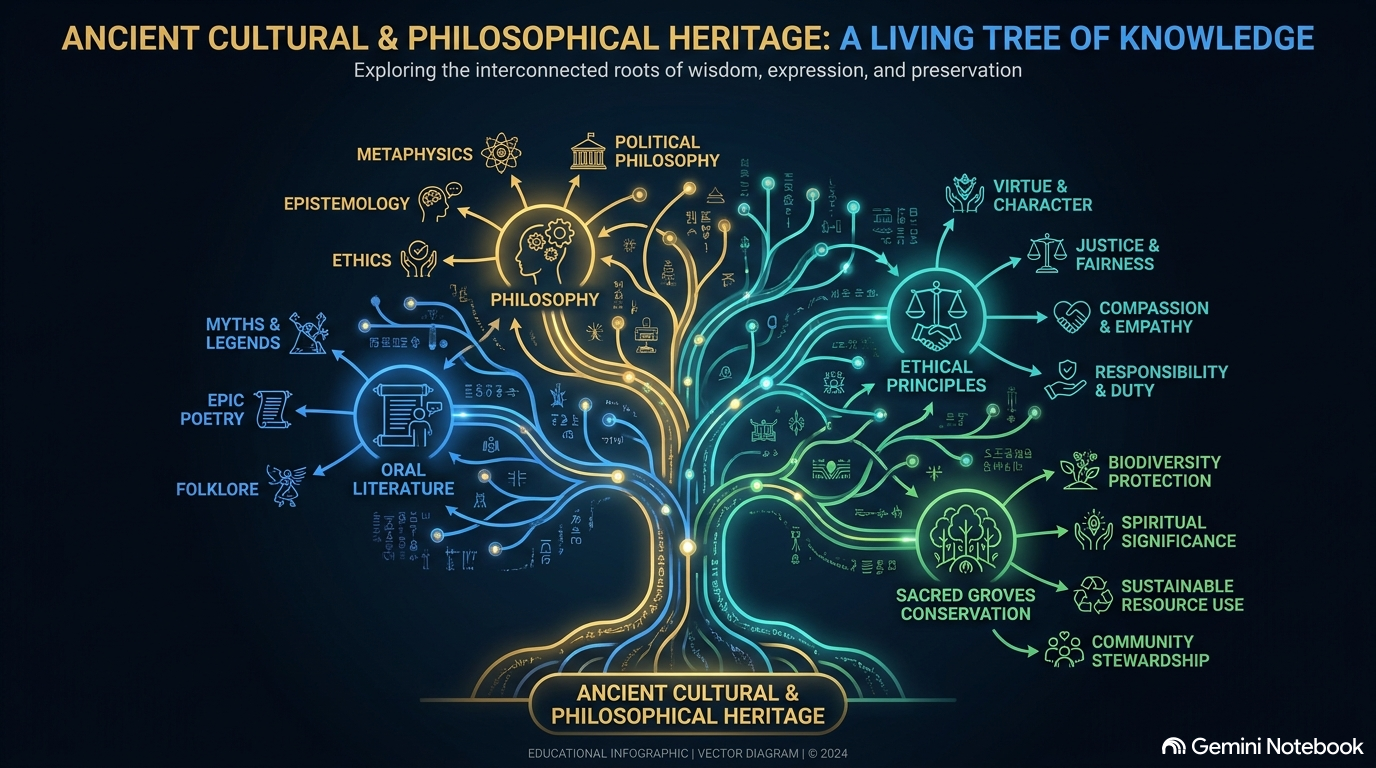 ANCIENT CULTURAL & PHILOSOPHICAL HERITAGE: A LIVING TREE OF KNOWLEDGE
Exploring the interconnected roots of wisdom, expression, and preservation
METAPHYSICS
POLITICAL
PHILOSOPHY
EPISTEMOLOGY
ETHICS
PHILOSOPHY
MYTHS &
LEGENDS
EPIC
POETRY
FOLKLORE
ORAL
LITERATURE
VIRTUE &
CHARACTER
JUSTICE &
FAIRNESS
COMPASSION
& EMPATHY
RESPONSIBILITY
& DUTY
ETHICAL
PRINCIPLES
BIODIVERSITY
PROTECTION
SPIRITUAL
SIGNIFICANCE
SUSTAINABLE
RESOURCE USE
COMMUNITY
STEWARDSHIP
SACRED GROVES
CONSERVATION
ANCIENT CULTURAL &
PHILOSOPHICAL HERITAGE
EDUCATIONAL INFOGRAPHIC | VECTOR DIAGRAM | © 2024
Gemini Notebook